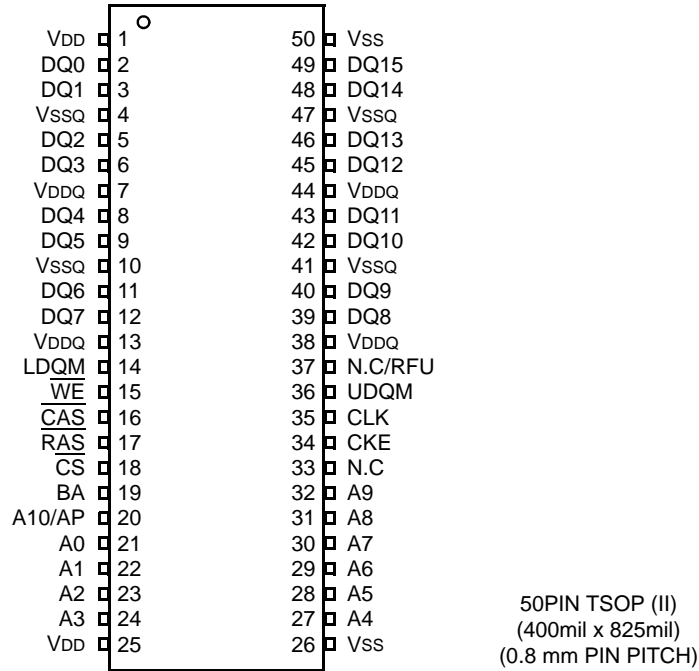 VDD 1 50 VSS
DQ0 2 49 DQ15
DQ1 3 48 DQ14
VSSQ 4 47 VSSQ
DQ2 5 46 DQ13
DQ3 6 45 DQ12
VDDQ 7 44 VDDQ
DQ4 8 43 DQ11
DQ5 9 42 DQ10
VSSQ 10 41 VSSQ
DQ6 11 40 DQ9
DQ7 12 39 DQ8
VDDQ 13 38 VDDQ
LDQM 14 37 N.C/RFU
WE 15 36 UDQM
CAS 16 35 CLK
RAS 17 34 CKE
CS 18 33 N.C
BA 19 32 A9
A10/AP 20 31 A8
A0 21 30 A7
A1 22 29 A6
A2 23 28 A5
A3 24 27 A4
VDD 25 26 VSS
50PIN TSOP (II)
(400mil x 825mil)
(0.8 mm PIN PITCH)